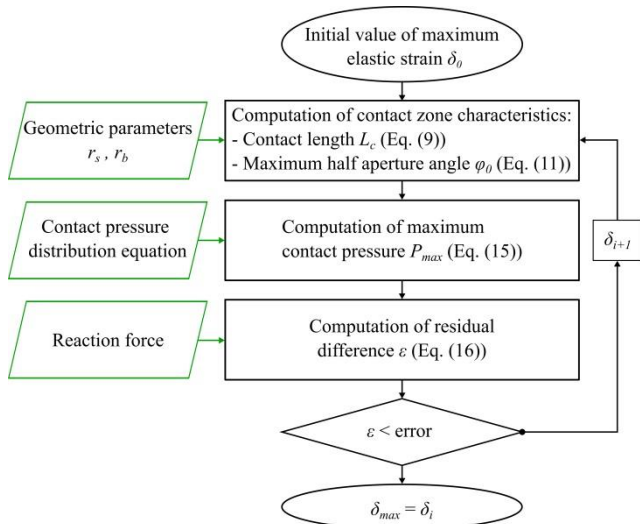 Initial value of maximum
elastic strain δ0
Geometric parameters
rs , rb
Computation of contact zone characteristics:
- Contact length Lc (Eq. (9))
- Maximum half aperture angle φ0 (Eq. (11))
Contact pressure
distribution equation
Computation of maximum
contact pressure Pmax (Eq. (15))
δi+1
Reaction force
Computation of residual
difference ε (Eq. (16))
ε < error
δmax = δi